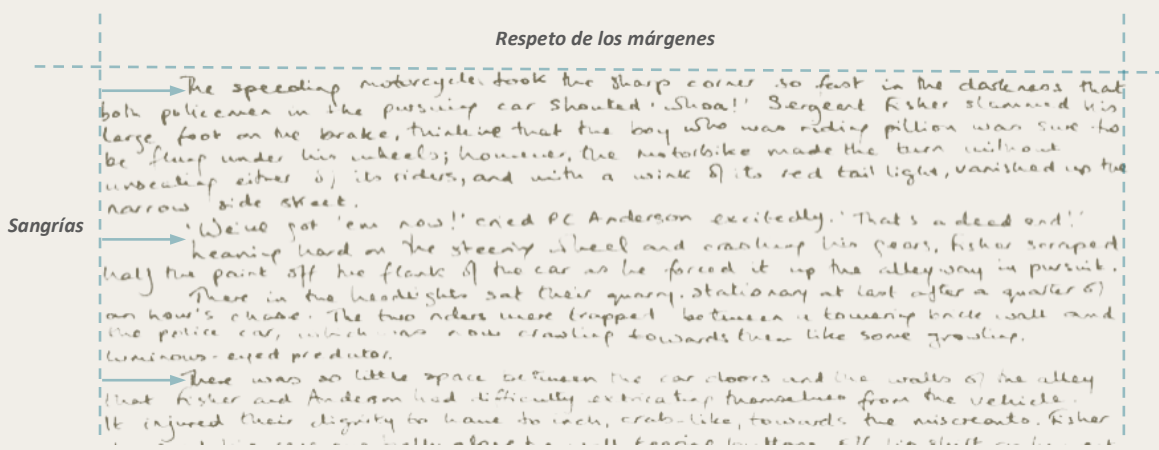 Respeto de los márgenes
The speeding motorcycle took the sharp corner so fast in the darkness that
both policemen in the pursuing car shouted 'Whoa!' Sergeant Fisher slammed his
large foot on the brake, thinking that the boy who was riding pillion was sure to
be flung under his wheels; however, the motorbike made the turn without
unseating either of its riders, and with a wink of its red tail light, vanished up the
narrow side street.
Sangrías
'We've got 'em now!' cried PC Anderson excitedly. 'That's a dead end!'
Leaning hard on the steering wheel and crashing his gears, Fisher scraped
half the paint off the flank of the car as he forced it up the alleyway in pursuit.
There in the headlights sat their quarry, stationary at last after a quarter of
an hour's chase. The two riders were trapped between a towering brick wall and
the police car, which was now crawling towards them like some growling,
luminous-eyed predator.
There was so little space between the car doors and the walls of the alley
that Fisher and Anderson had difficulty extricating themselves from the vehicle.
It injured their dignity to have to inch, crab-like, towards the miscreants. Fisher